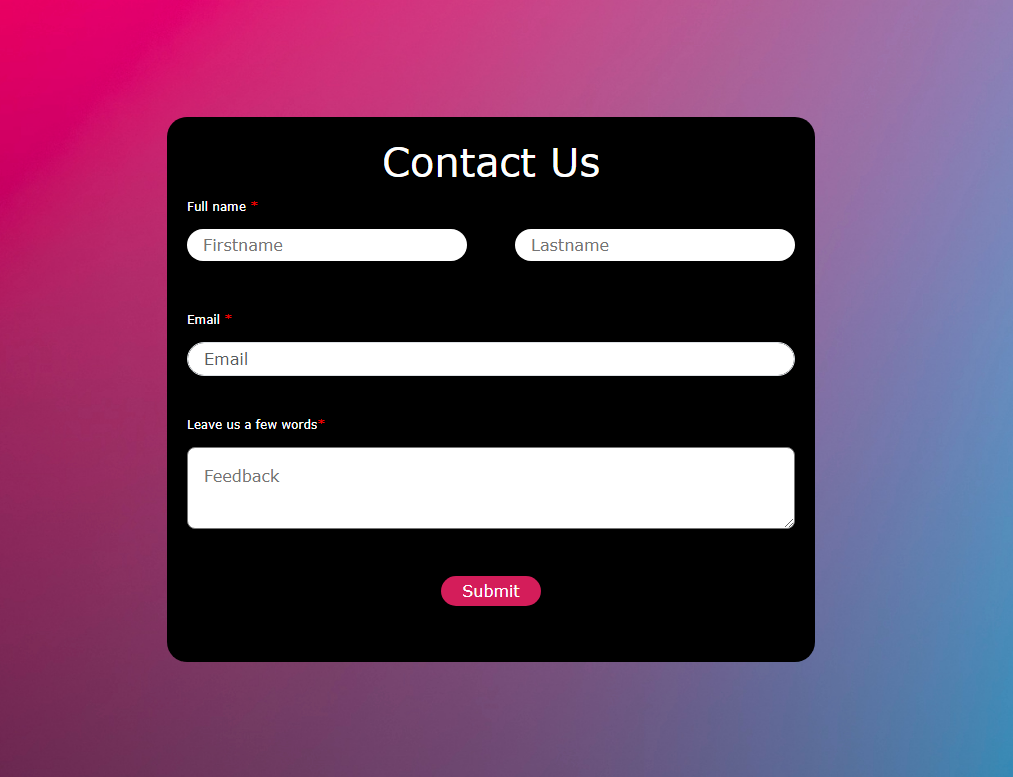 Contact Us
Full name *
Firstname Lastname
Email *
Email
Leave us a few words*
Feedback
Submit